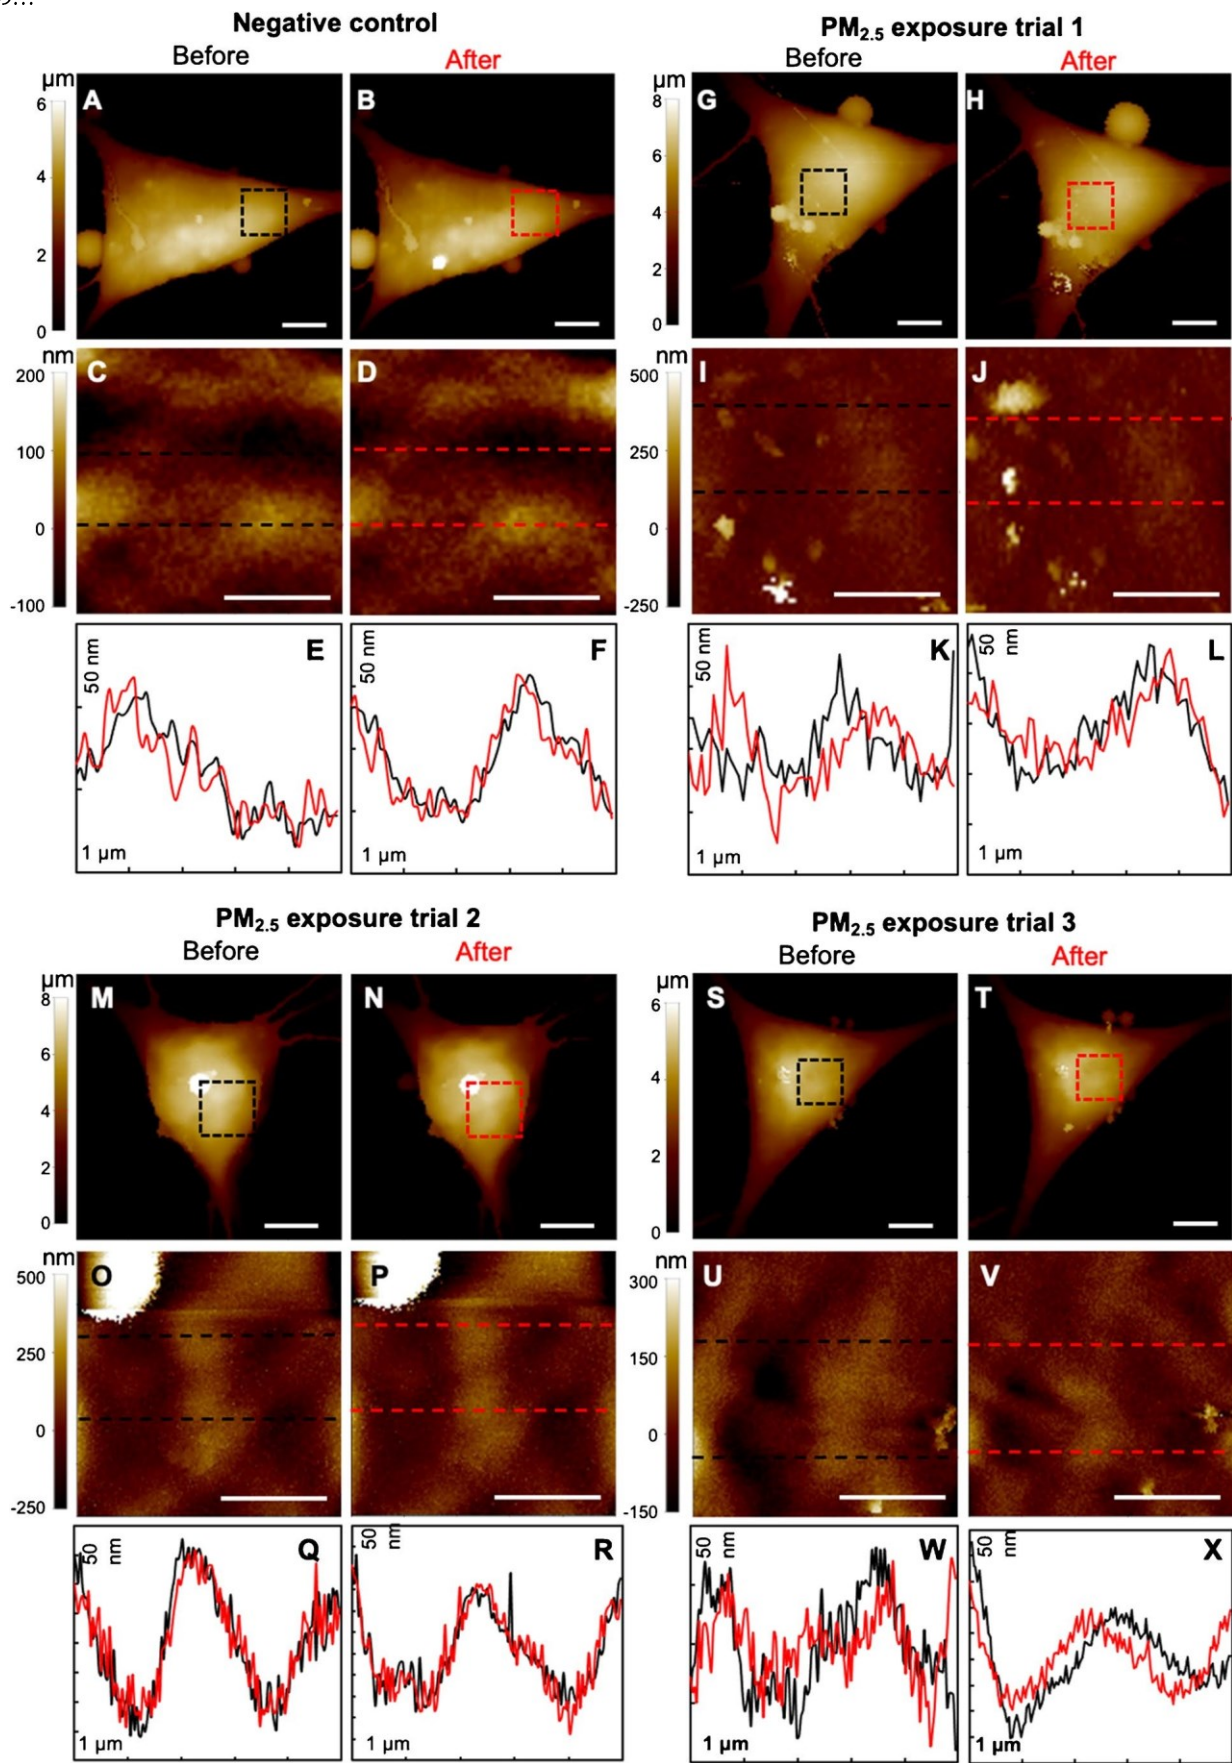 Negative control
Before
After
µm
A
B
6
4
2
0
nm
C
D
200
100
0
-100
E
F
50 nm
1 µm
50 nm
1 µm
PM2.5 exposure trial 1
Before
After
µm
G
H
8
6
4
2
0
nm
I
J
500
250
0
-250
K
L
50 nm
1 µm
50
nm
1 µm
PM2.5 exposure trial 2
Before
After
µm
M
N
8
6
4
2
0
nm
O
P
500
250
0
-250
Q
R
50
nm
1 µm
50
nm
1 µm
PM2.5 exposure trial 3
Before
After
µm
S
T
6
4
2
0
nm
U
V
300
150
0
-150
W
X
50
nm
1 µm
50
nm
1 µm